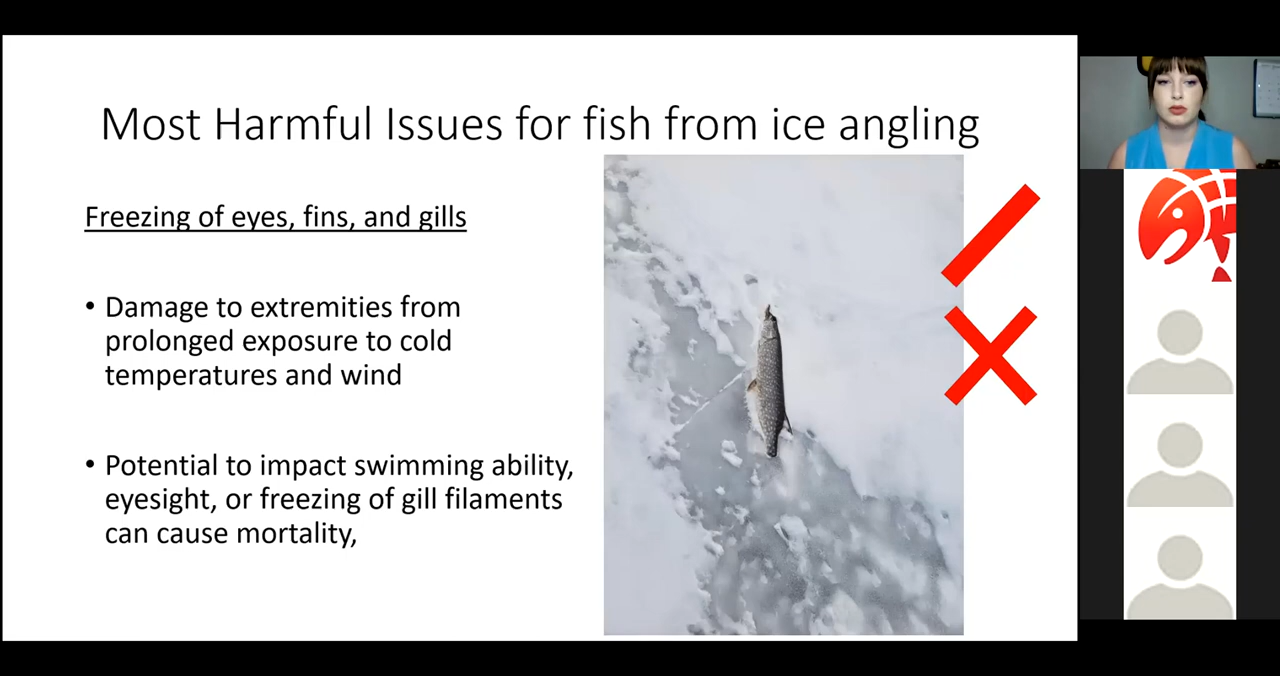 Most Harmful Issues for fish from ice angling
Freezing of eyes, fins, and gills
• Damage to extremities from
prolonged exposure to cold
temperatures and wind
• Potential to impact swimming ability,
eyesight, or freezing of gill filaments
can cause mortality,